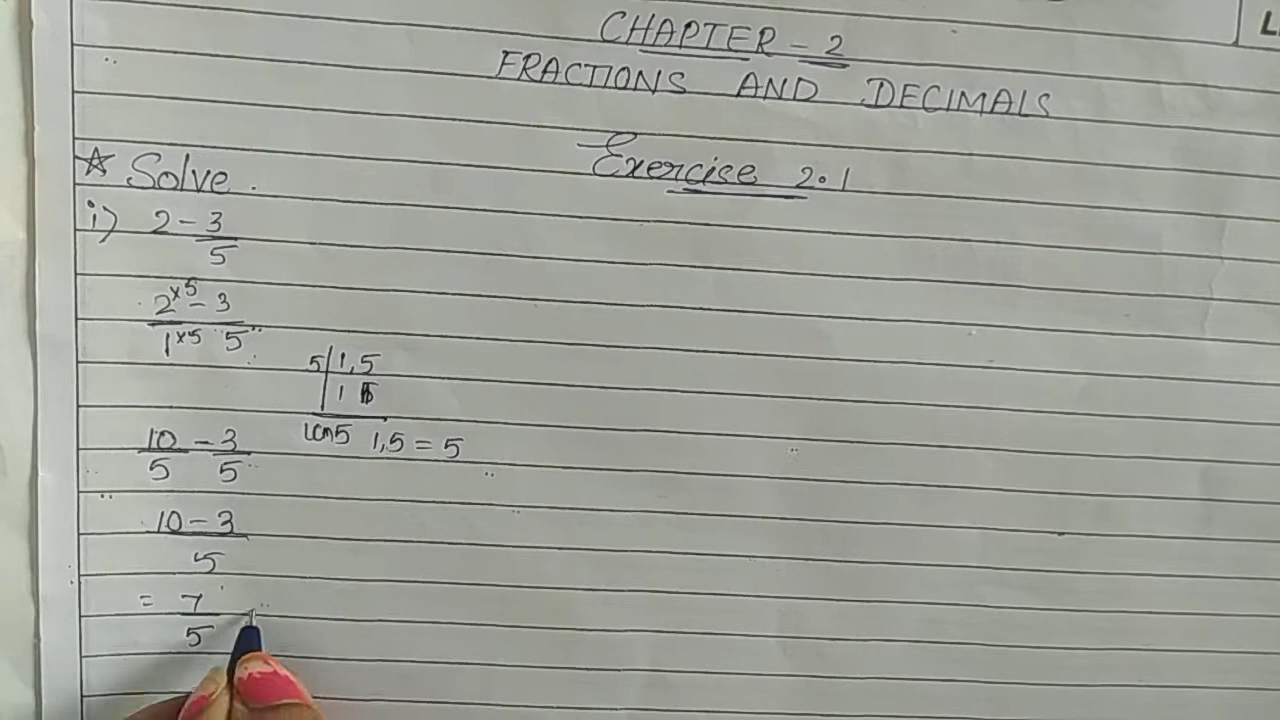 L
CHAPTER - 2
FRACTIONS AND DECIMALS
Exercise 2.1
☆ Solve.
i) 2 - 3/5
2×5/1×5 - 3/5
5 | 1, 5
| 1
LCM 5 1,5 = 5
10/5 - 3/5
10 - 3/5
= 7/5